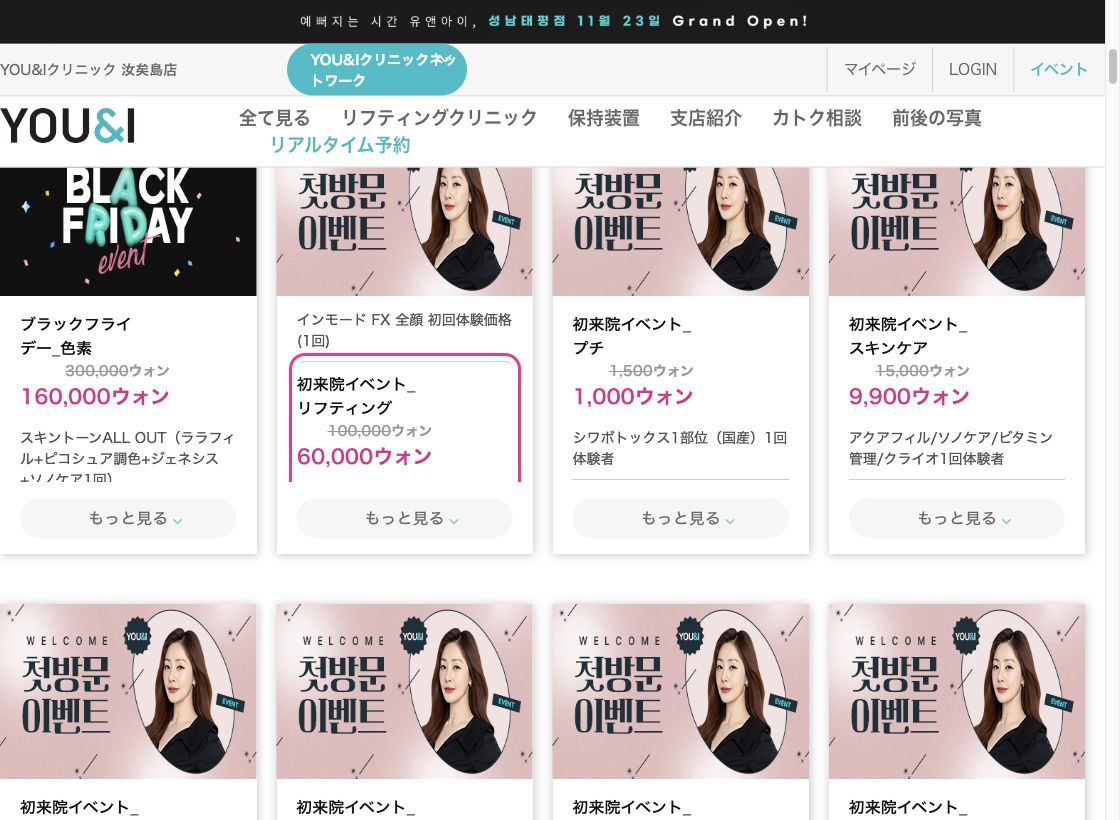 예뻐지는 시간 유앤아이, 성남태평점 11월 23일 Grand Open!
YOU&Iクリニック 汝矣島店
YOU&Iクリニックネットワーク
マイページ
LOGIN
イベント
YOU&I
全て見る
リフティングクリニック
保持装置
支店紹介
カトク相談
前後の写真
リアルタイム予約
BLACK
FRIDAY
event
첫방문
이벤트
EVENT
첫방문
이벤트
EVENT
첫방문
이벤트
EVENT
ブラックフライ
デー_色素
300,000ウォン
160,000ウォン
スキントーンALL OUT（ララフィ
ル+ピコシュア調色+ジェネシス
+ソノケア1回）
もっと見る
インモード FX 全顔 初回体験価格
(1回)
初来院イベント_
リフティング
100,000ウォン
60,000ウォン
もっと見る
初来院イベント_
プチ
1,500ウォン
1,000ウォン
シワボトックス1部位（国産）1回
体験者
もっと見る
初来院イベント_
スキンケア
15,000ウォン
9,900ウォン
アクアフィル/ソノケア/ビタミン
管理/クライオ1回体験者
もっと見る
WELCOME
YOU&I
첫방문
이벤트
EVENT
初来院イベント_
WELCOME
YOU&I
첫방문
이벤트
EVENT
初来院イベント_
WELCOME
YOU&I
첫방문
이벤트
EVENT
初来院イベント_
WELCOME
YOU&I
첫방문
이벤트
EVENT
初来院イベント_